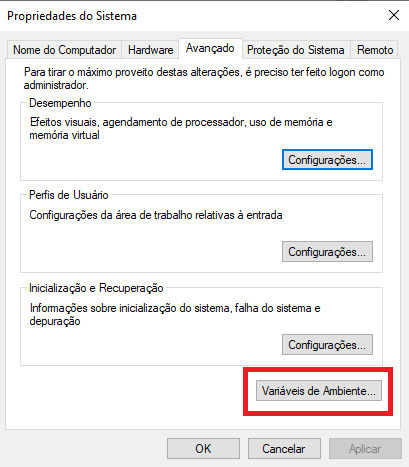 Propriedades do Sistema
Nome do Computador Hardware Avançado Proteção do Sistema Remoto
Para tirar o máximo proveito destas alterações, é preciso ter feito logon como
administrador.
Desempenho
Efeitos visuais, agendamento de processador, uso de memória e
memória virtual
Configurações...
Perfis de Usuário
Configurações da área de trabalho relativas à entrada
Configurações...
Inicialização e Recuperação
Informações sobre inicialização do sistema, falha do sistema e
depuração
Configurações...
Variáveis de Ambiente...
OK Cancelar Aplicar